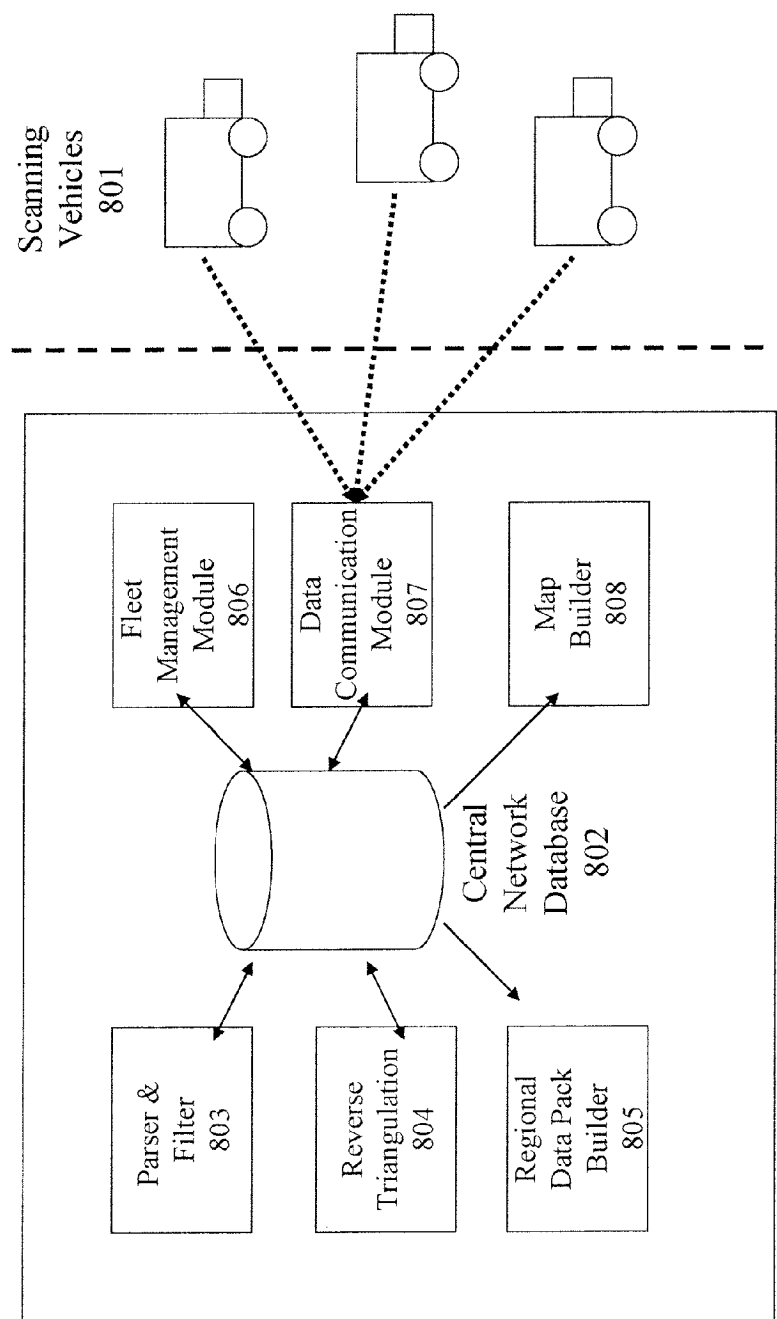 Scanning
Vehicles
801
Fleet
Management
Module
806
Data
Communication
Module
807
Map
Builder
808
Central
Network
Database
802
Parser &
Filter
803
Reverse
Triangulation
804
Regional
Data Pack
Builder
805